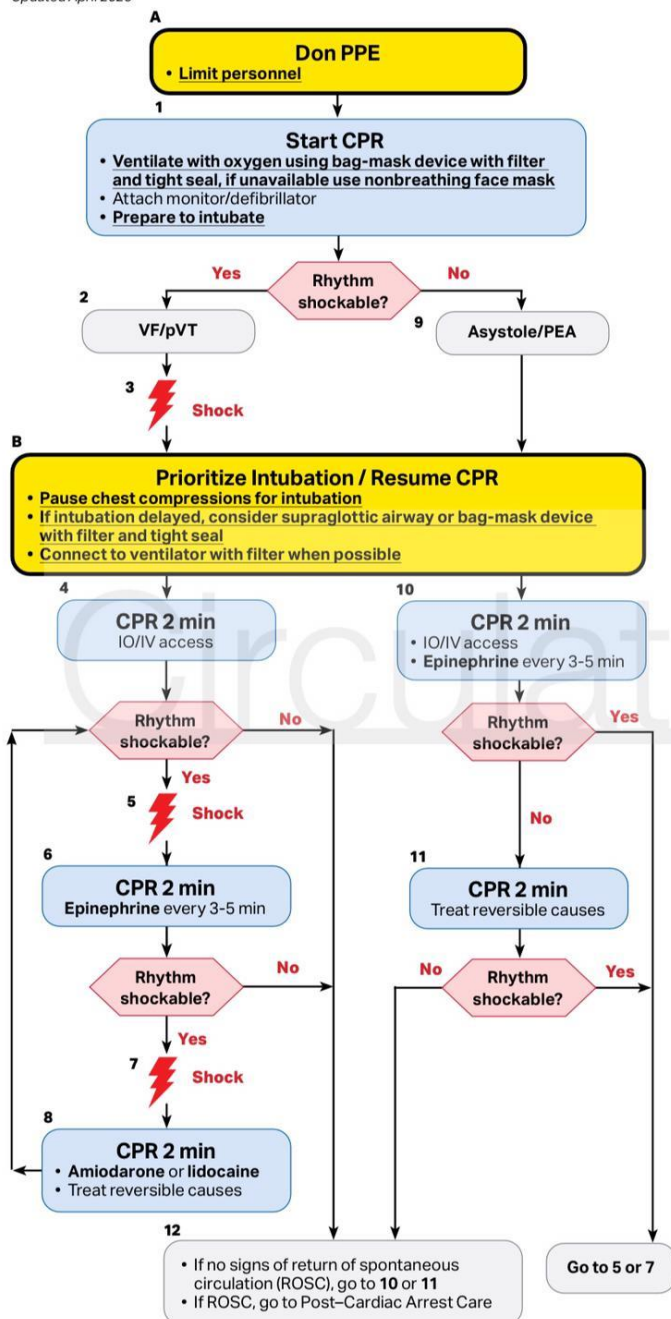 A
Don PPE
• Limit personnel
1
Start CPR
• Ventilate with oxygen using bag-mask device with filter
and tight seal, if unavailable use nonbreathing face mask
• Attach monitor/defibrillator
• Prepare to intubate
Yes
Rhythm
shockable?
No
2
VF/pVT
9
Asystole/PEA
3
Shock
B
Prioritize Intubation / Resume CPR
• Pause chest compressions for intubation
• If intubation delayed, consider supraglottic airway or bag-mask device
with filter and tight seal
• Connect to ventilator with filter when possible
4
CPR 2 min
IO/IV access
10
CPR 2 min
• IO/IV access
• Epinephrine every 3-5 min
Circulat
Rhythm
shockable?
No
Rhythm
shockable?
Yes
Yes
5
Shock
No
6
CPR 2 min
Epinephrine every 3-5 min
11
CPR 2 min
Treat reversible causes
Rhythm
shockable?
No
No
Rhythm
shockable?
Yes
Yes
7
Shock
8
CPR 2 min
• Amiodarone or lidocaine
• Treat reversible causes
12
• If no signs of return of spontaneous
circulation (ROSC), go to 10 or 11
• If ROSC, go to Post–Cardiac Arrest Care
Go to 5 or 7